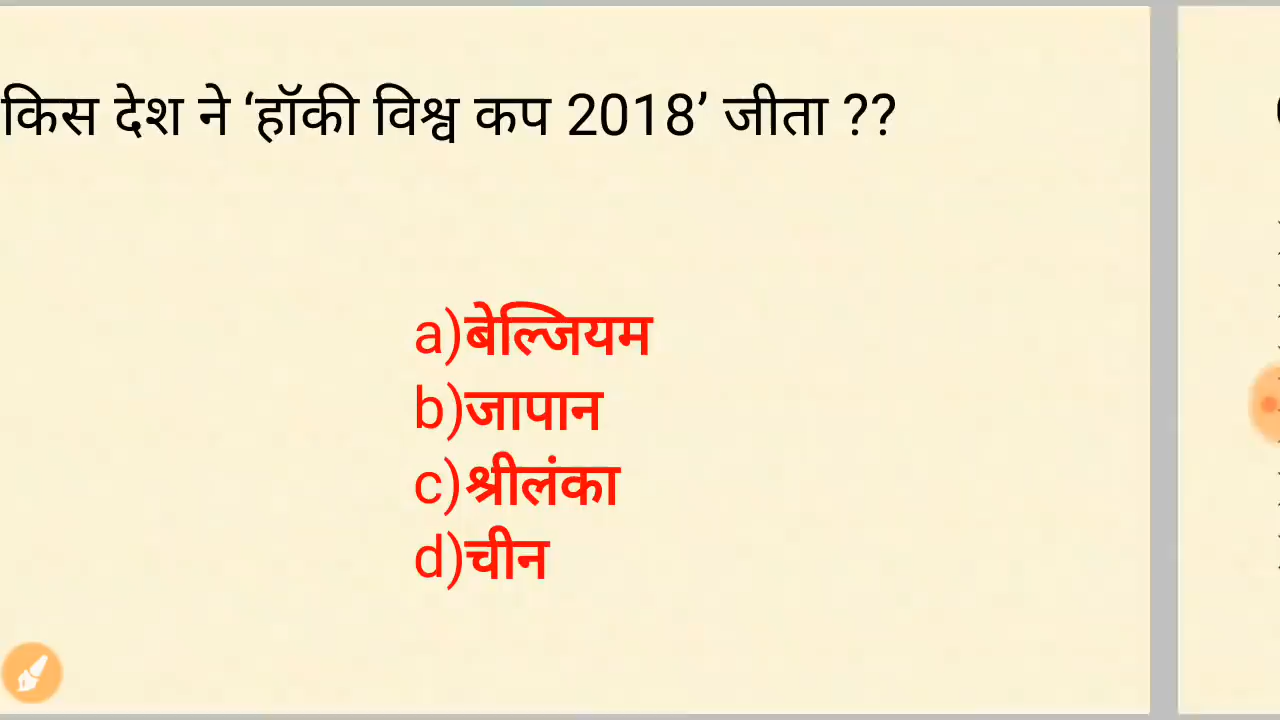 किस देश ने ‘हॉकी विश्व कप 2018’ जीता ??
a)बेल्जियम
b)जापान
c)श्रीलंका
d)चीन